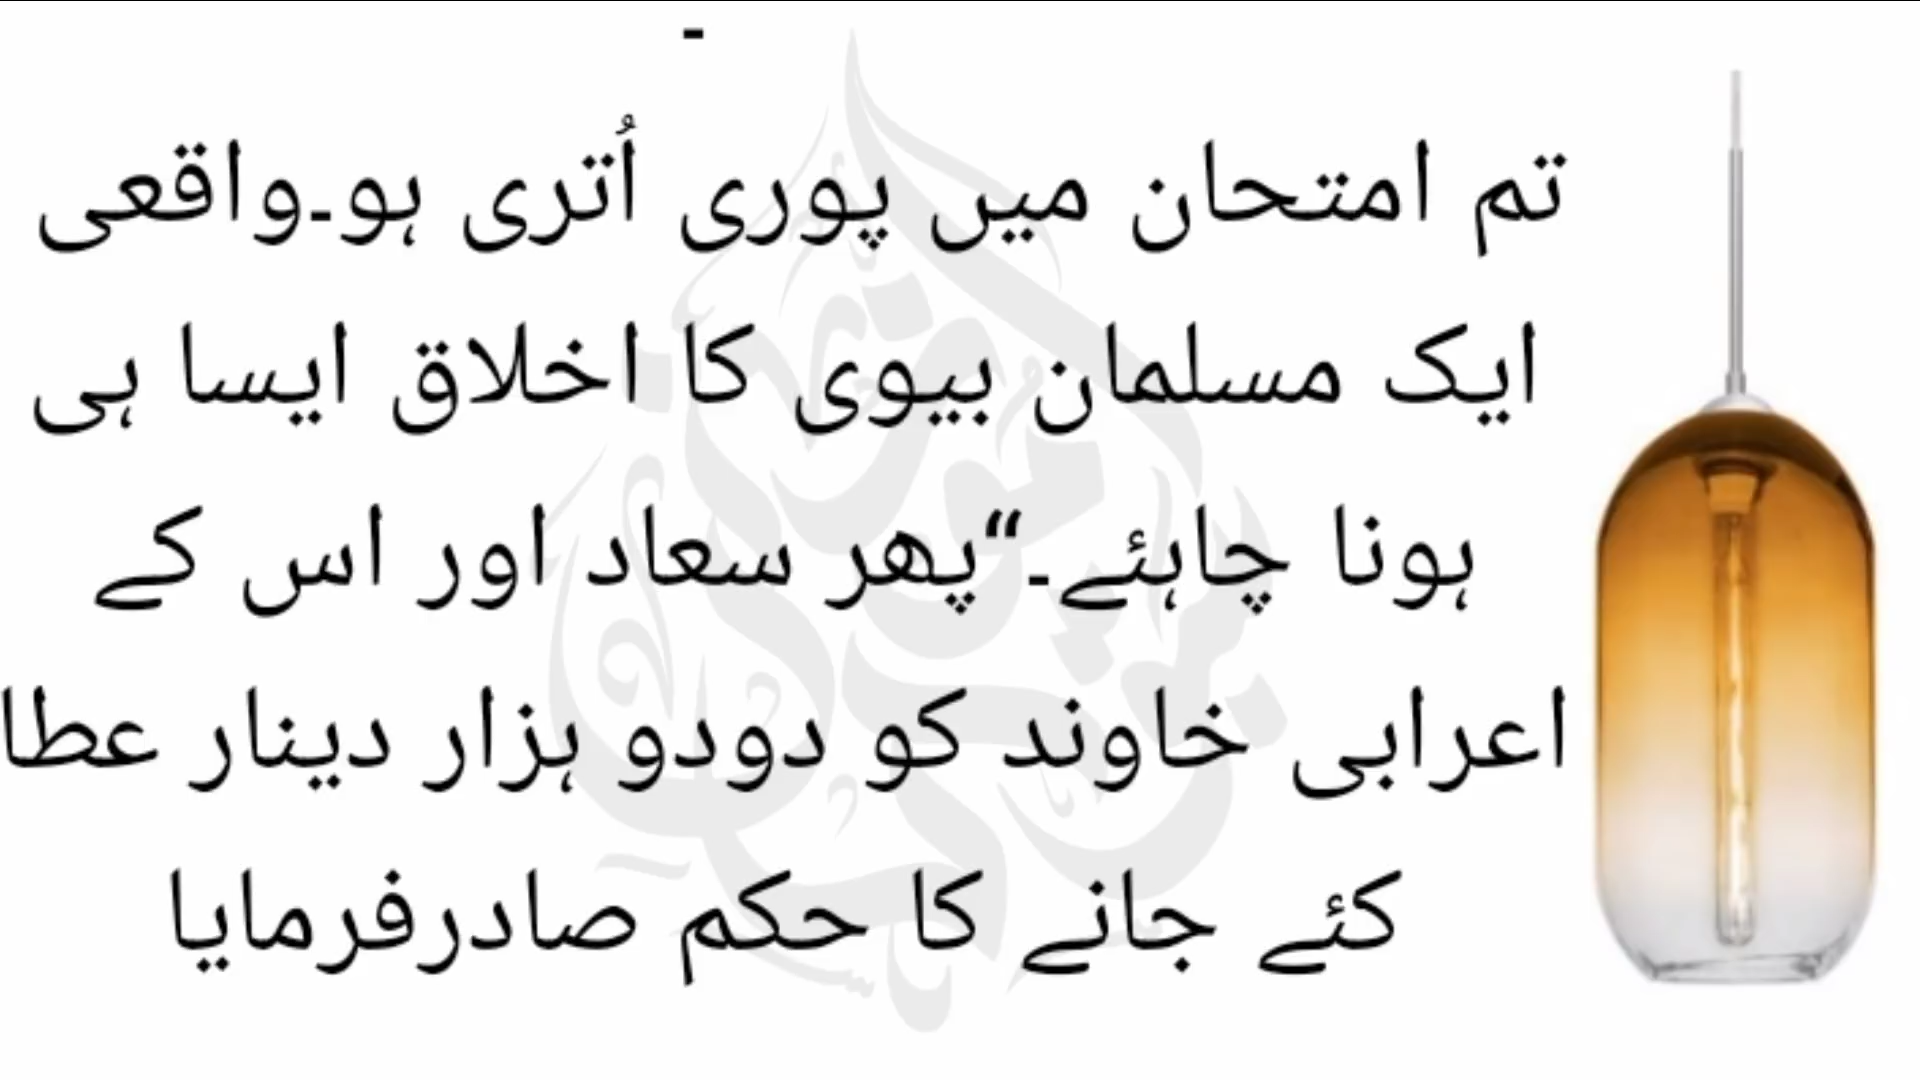 ۔
تم امتحان میں پوری اُتری ہو۔واقعی
ایک مسلمان بیوی کا اخلاق ایسا ہی
ہونا چاہئے۔“پھر سعاد اور اس کے
اعرابی خاوند کو دودو ہزار دینار عطا
کئے جانے کا حکم صادرفرمایا